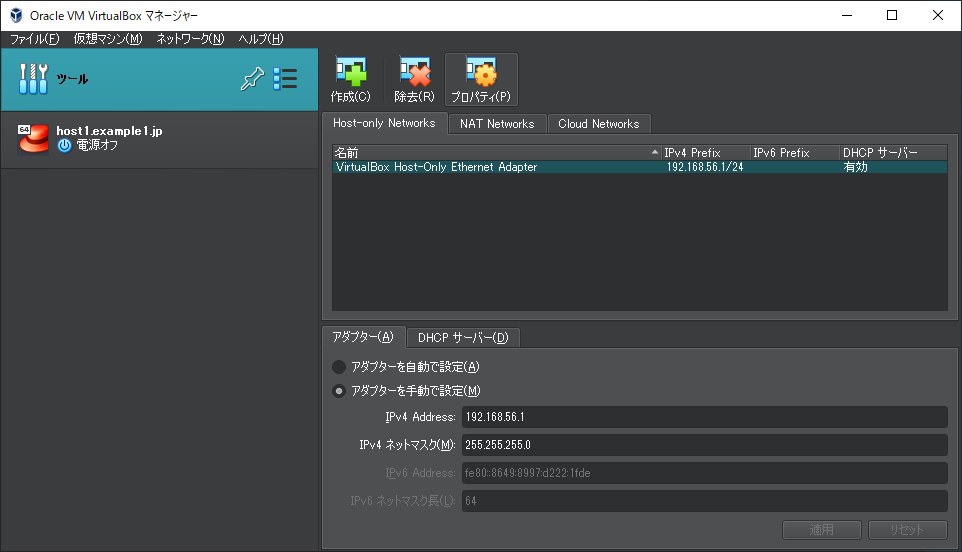 Oracle VM VirtualBox マネージャー
ファイル(F) 仮想マシン(M) ネットワーク(N) ヘルプ(H)
ツール
64
host1.example1.jp
電源オフ
作成(C) 除去(R) プロパティ(P)
Host-only Networks NAT Networks Cloud Networks
名前 IPv4 Prefix IPv6 Prefix DHCP サーバー
VirtualBox Host-Only Ethernet Adapter 192.168.56.1/24 有効
アダプター(A) DHCP サーバー(D)
アダプターを自動で設定(A)
アダプターを手動で設定(M)
IPv4 Address: 192.168.56.1
IPv4 ネットマスク(M): 255.255.255.0
IPv6 Address: fe80::8649:8997:d222:1fde
IPv6 ネットマスク長(L): 64
適用 リセット